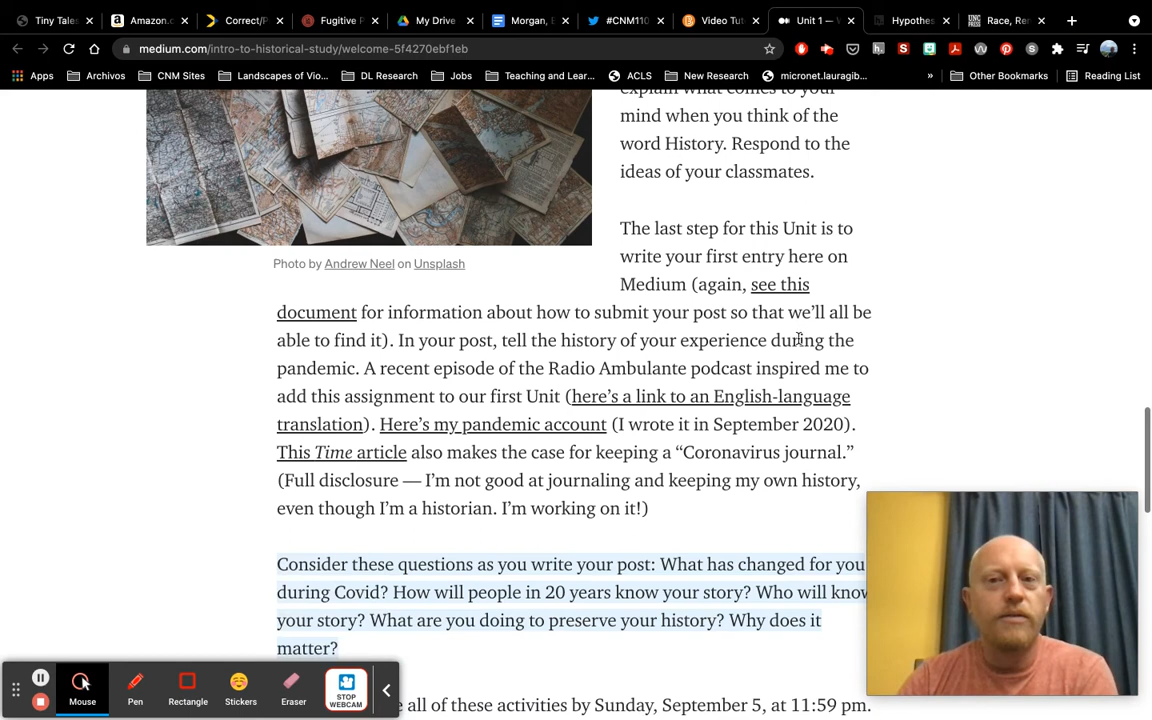 Tiny Tales
Amazon.c
Correct/P
Fugitive P
My Drive
Morgan, E
#CNM110
Video Tut
Unit 1 —
Hypothes
Race, Re
medium.com/intro-to-historical-study/welcome-5f4270ebf1eb
Apps
Archivos
CNM Sites
Landscapes of Vio...
DL Research
Jobs
Teaching and Lear...
ACLS
New Research
micronet.lauragib...
»
Other Bookmarks
Reading List
explain what comes to your
mind when you think of the
word History. Respond to the
ideas of your classmates.
The last step for this Unit is to
write your first entry here on
Medium (again, see this
Photo by Andrew Neel on Unsplash
document for information about how to submit your post so that we'll all be
able to find it). In your post, tell the history of your experience during the
pandemic. A recent episode of the Radio Ambulante podcast inspired me to
add this assignment to our first Unit (here's a link to an English-language
translation). Here's my pandemic account (I wrote it in September 2020).
This Time article also makes the case for keeping a “Coronavirus journal.”
(Full disclosure — I'm not good at journaling and keeping my own history,
even though I'm a historian. I'm working on it!)
Consider these questions as you write your post: What has changed for you
during Covid? How will people in 20 years know your story? Who will know
your story? What are you doing to preserve your history? Why does it
matter?
all of these activities by Sunday, September 5, at 11:59 pm.
Mouse
Pen
Rectangle
Stickers
Eraser
STOP
WEBCAM